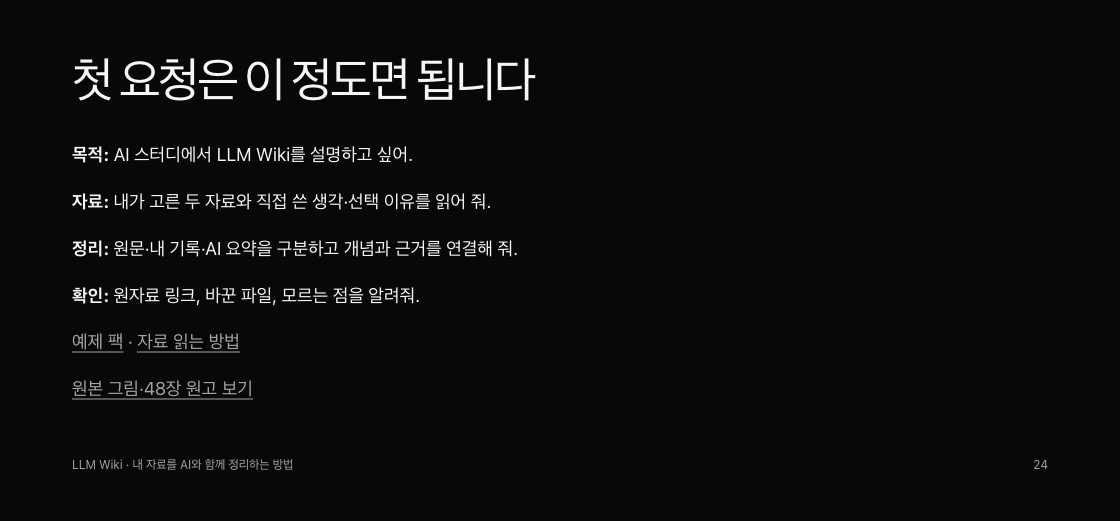 첫 요청은 이 정도면 됩니다
목적: AI 스터디에서 LLM Wiki를 설명하고 싶어.
자료: 내가 고른 두 자료와 직접 쓴 생각·선택 이유를 읽어 줘.
정리: 원문·내 기록·AI 요약을 구분하고 개념과 근거를 연결해 줘.
확인: 원자료 링크, 바꾼 파일, 모르는 점을 알려줘.
예제 팩 · 자료 읽는 방법
원본 그림·48장 원고 보기
LLM Wiki · 내 자료를 AI와 함께 정리하는 방법
24